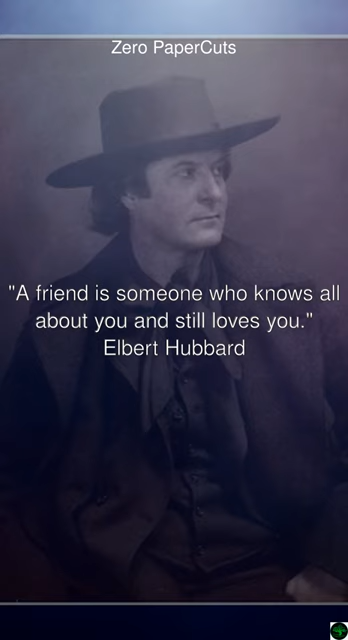 Zero PaperCuts
"A friend is someone who knows all
about you and still loves you."
Elbert Hubbard